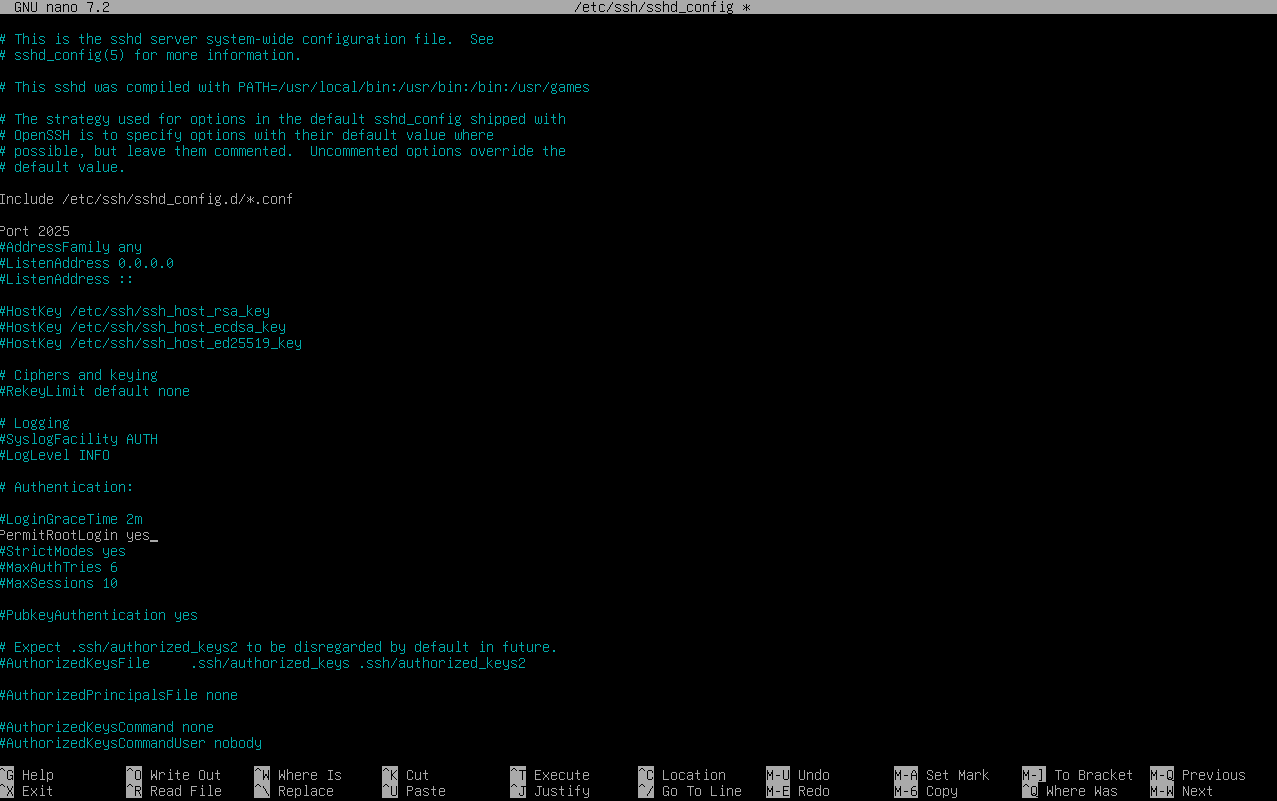 GNU nano 7.2 /etc/ssh/sshd_config *
# This is the sshd server system-wide configuration file.  See
# sshd_config(5) for more information.
# This sshd was compiled with PATH=/usr/local/bin:/usr/bin:/bin:/usr/games
# The strategy used for options in the default sshd_config shipped with
# OpenSSH is to specify options with their default value where
# possible, but leave them commented.  Uncommented options override the
# default value.
Include /etc/ssh/sshd_config.d/*.conf
Port 2025
#AddressFamily any
#ListenAddress 0.0.0.0
#ListenAddress ::
#HostKey /etc/ssh/ssh_host_rsa_key
#HostKey /etc/ssh/ssh_host_ecdsa_key
#HostKey /etc/ssh/ssh_host_ed25519_key
# Ciphers and keying
#RekeyLimit default none
# Logging
#SyslogFacility AUTH
#LogLevel INFO
# Authentication:
#LoginGraceTime 2m
PermitRootLogin yes_
#StrictModes yes
#MaxAuthTries 6
#MaxSessions 10
#PubkeyAuthentication yes
# Expect .ssh/authorized_keys2 to be disregarded by default in future.
#AuthorizedKeysFile     .ssh/authorized_keys .ssh/authorized_keys2
#AuthorizedPrincipalsFile none
#AuthorizedKeysCommand none
#AuthorizedKeysCommandUser nobody
^G Help ^O Write Out ^W Where Is ^K Cut ^T Execute ^C Location M-U Undo M-A Set Mark M-] To Bracket M-Q Previous
^X Exit ^R Read File ^\ Replace ^U Paste ^J Justify ^/ Go To Line M-E Redo M-6 Copy ^Q Where Was M-W Next